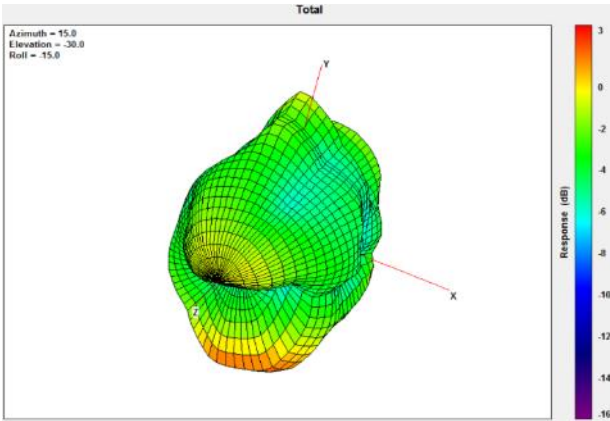 Total
Azimuth = 15.0
Elevation = -30.0
Roll = -15.0
Y
X
Z
3
0
-2
-4
-6
-8
-10
-12
-14
-16
Response (dB)